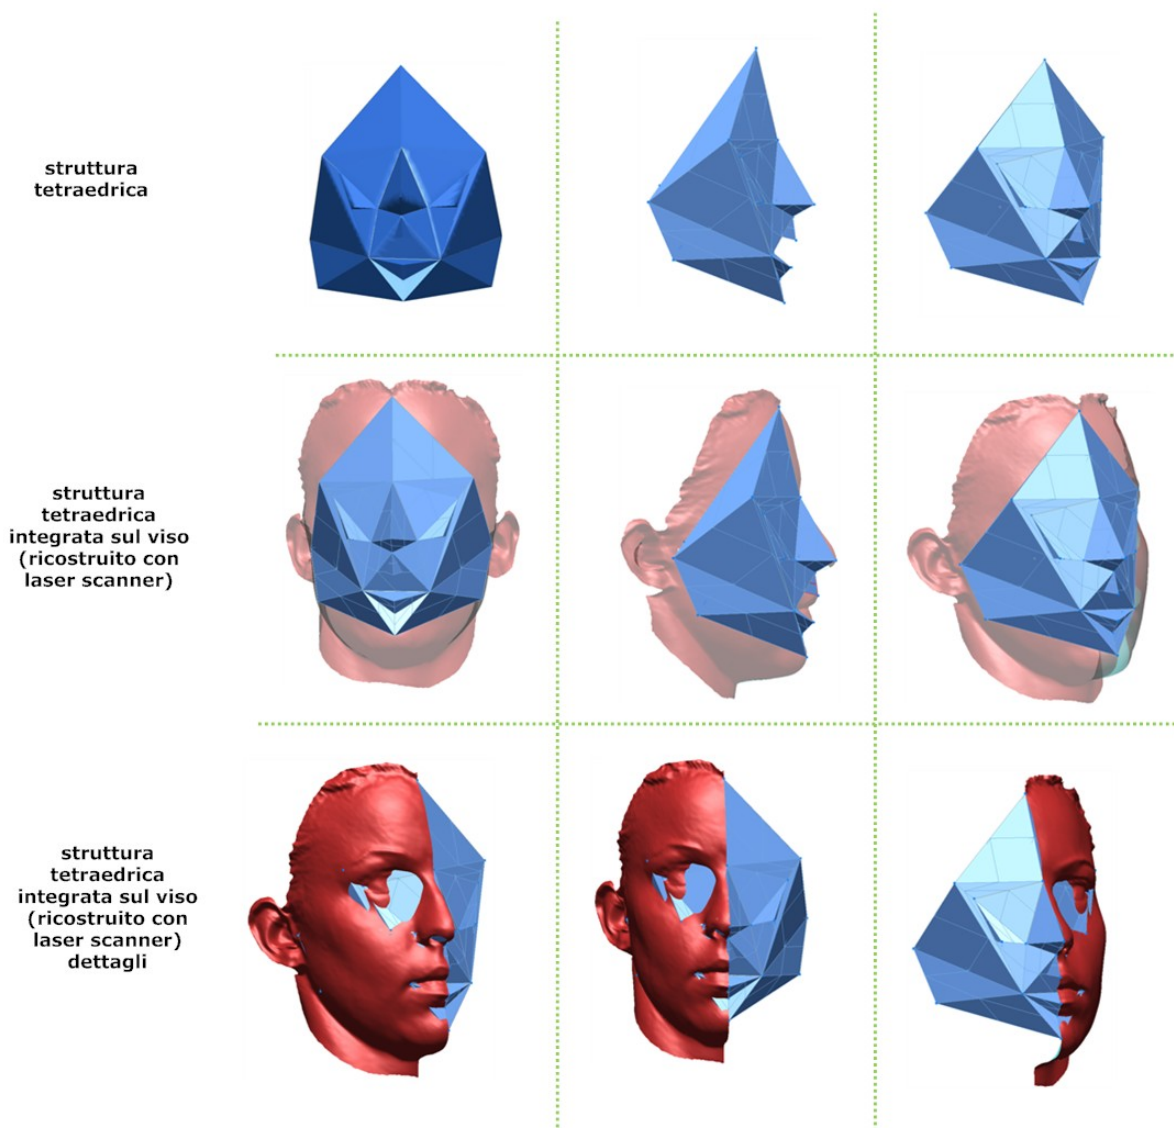 struttura
tetraedrica
struttura
tetraedrica
integrata sul viso
(ricostruito con
laser scanner)
struttura
tetraedrica
integrata sul viso
(ricostruito con
laser scanner)
dettagli